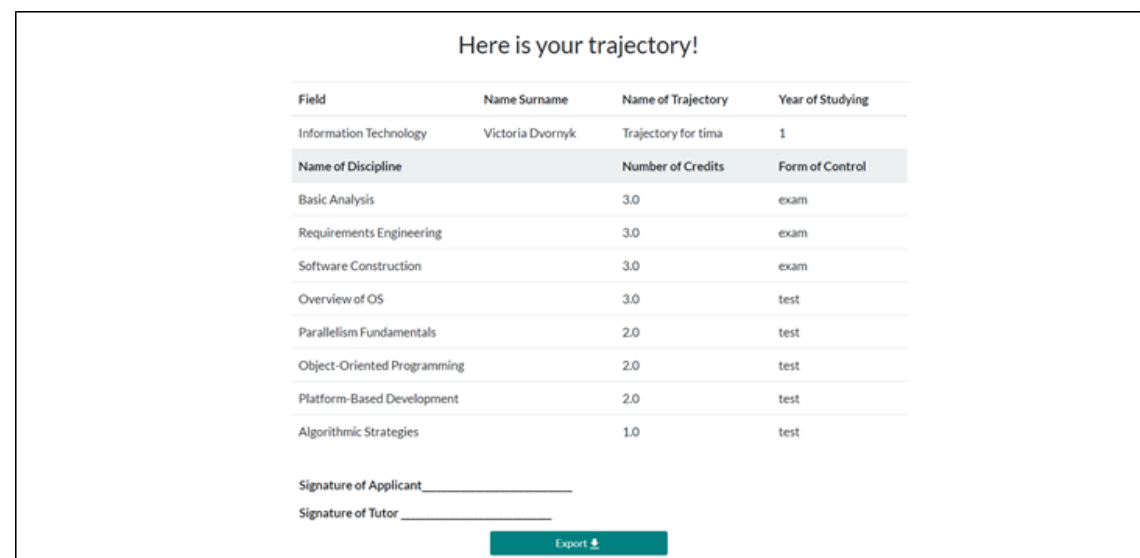 Here is your trajectory!
Field Name Surname Name of Trajectory Year of Studying
Information Technology Victoria Dvornyk Trajectory for tima 1
Name of Discipline Number of Credits Form of Control
Basic Analysis 3.0 exam
Requirements Engineering 3.0 exam
Software Construction 3.0 exam
Overview of OS 3.0 test
Parallelism Fundamentals 2.0 test
Object-Oriented Programming 2.0 test
Platform-Based Development 2.0 test
Algorithmic Strategies 1.0 test
Signature of Applicant__________________________
Signature of Tutor __________________________
Export